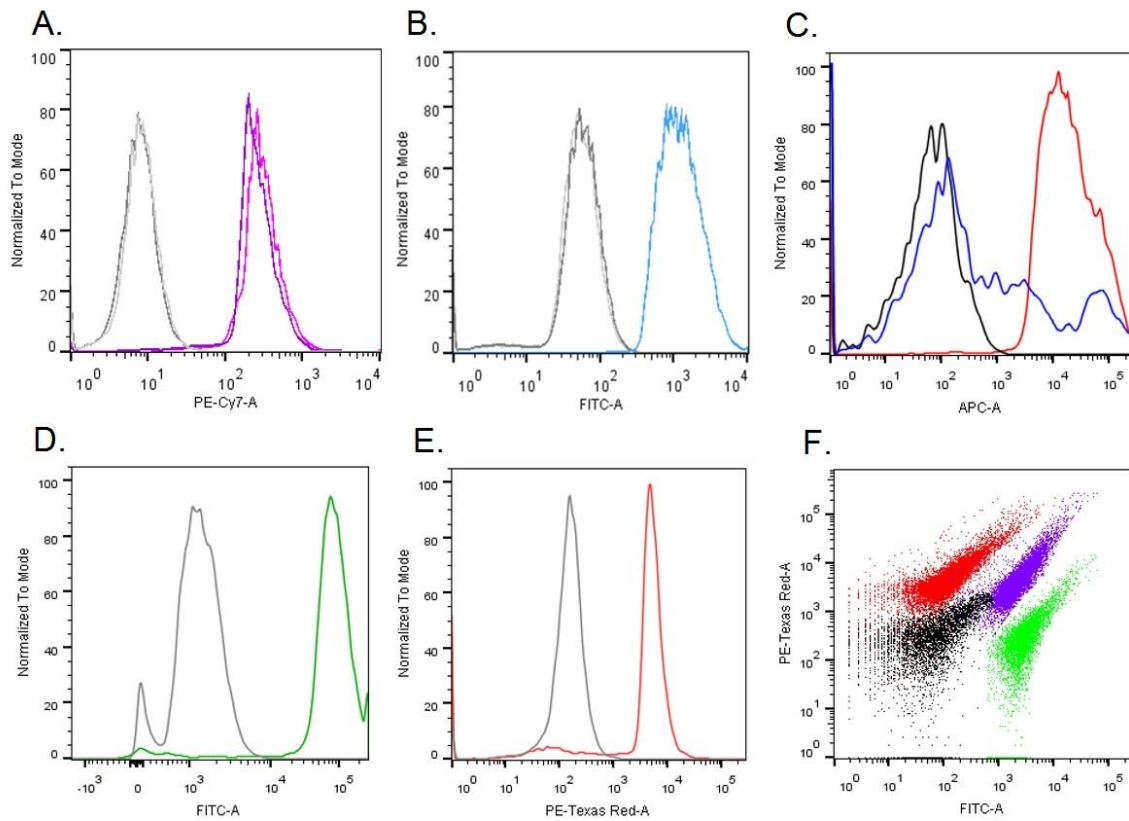 A.
Normalized To Mode
100
80
60
40
20
0
10^0 10^1 10^2 10^3 10^4
PE-Cy7-A
B.
Normalized To Mode
100
80
60
40
20
0
10^0 10^1 10^2 10^3 10^4
FITC-A
C.
Normalized To Mode
100
80
60
40
20
0
10^0 10^1 10^2 10^3 10^4 10^5
APC-A
D.
Normalized To Mode
100
80
60
40
20
0
-10^3 0 10^3 10^4 10^5
FITC-A
E.
Normalized To Mode
100
80
60
40
20
0
10^0 10^1 10^2 10^3 10^4 10^5
PE-Texas Red-A
F.
PE-Texas Red-A
10^5
10^4
10^3
10^2
10^1
10^0
10^0 10^1 10^2 10^3 10^4 10^5
FITC-A